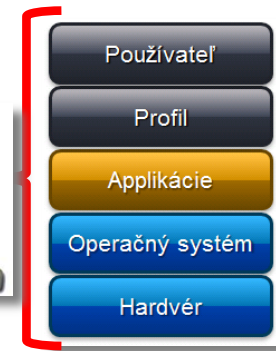 Používateľ
Profil
Applikácie
Operačný systém
Hardvér